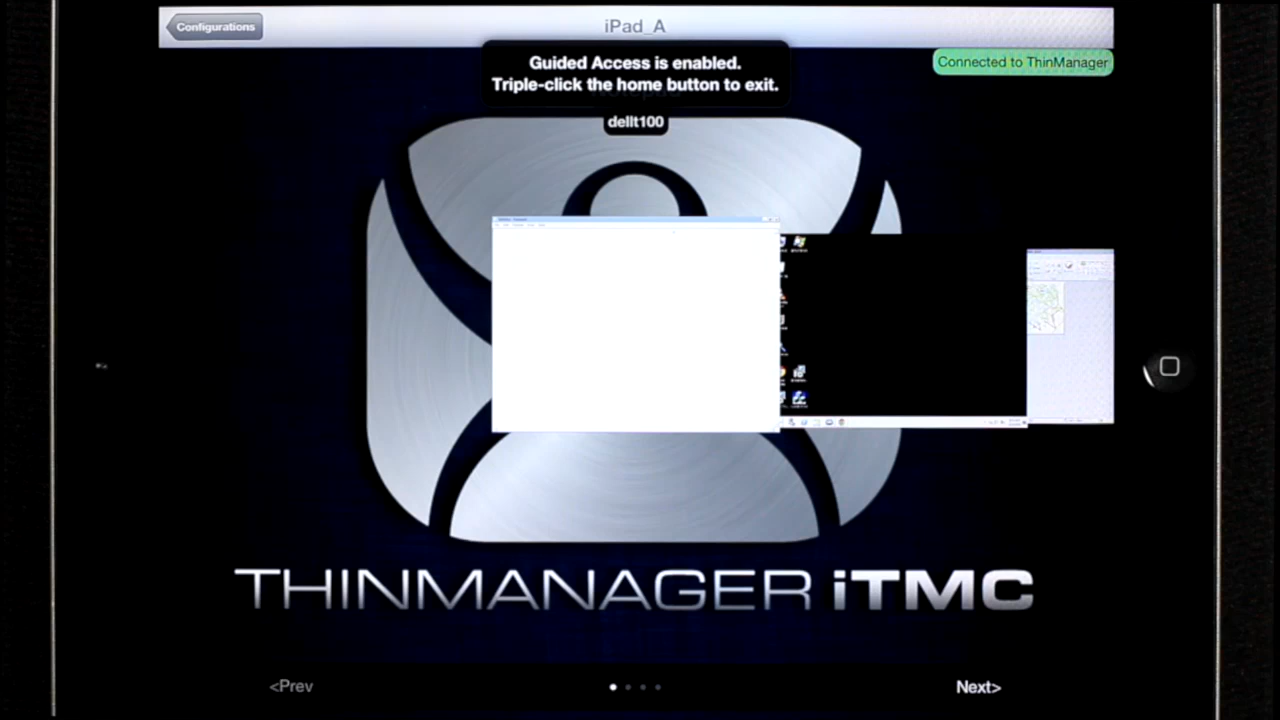 Configurations
iPad_A
Guided Access is enabled.
Triple-click the home button to exit.
Connected to ThinManager
dellt100
THINMANAGER iTMC
<Prev
Next>